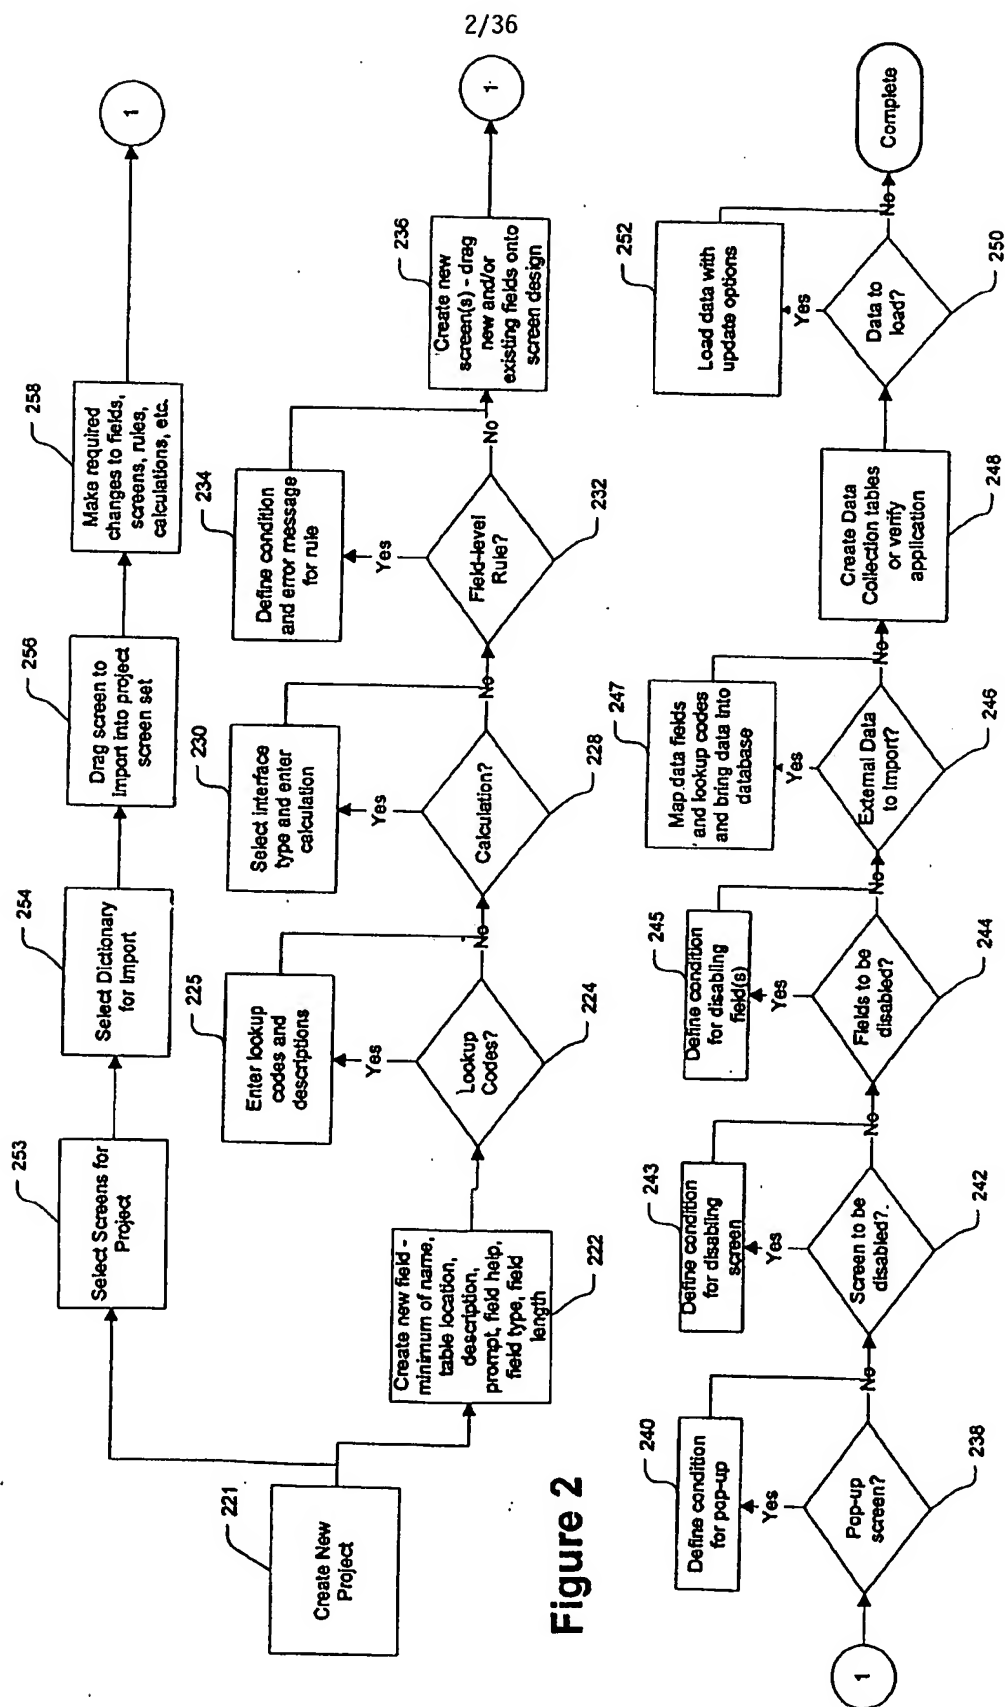 2/36
221
Create New
Project
253
Select Screens for
Project
254
Select Dictionary
for Import
256
Drag screen to
Import into project
screen set
258
Make required
changes to fields,
screens, rules,
calculations, etc.
1
222
Create new field -
minimum of name,
table location,
description,
prompt, field help,
field type, field
length
224
Lookup
Codes?
Yes
No
225
Enter lookup
codes and
descriptions
228
Calculation?
Yes
No
230
Select interface
type and enter
calculation
232
Field-level
Rule?
Yes
No
234
Define condition
and error message
for rule
236
Create new
screen(s) - drag
new and/or
existing fields onto
screen design
1
Figure 2
1
238
Pop-up
screen?
Yes
No
240
Define condition
for pop-up
242
Screen to be
disabled?
Yes
No
243
Define condition
for disabling
screen
244
Fields to be
disabled?
Yes
No
245
Define condition
for disabling
field(s)
246
External Data
to Import?
Yes
No
247
Map data fields
and lookup codes
and bring data into
database
248
Create Data
Collection tables
or verify
application
250
Data to
load?
Yes
No
252
Load data with
update options
Complete